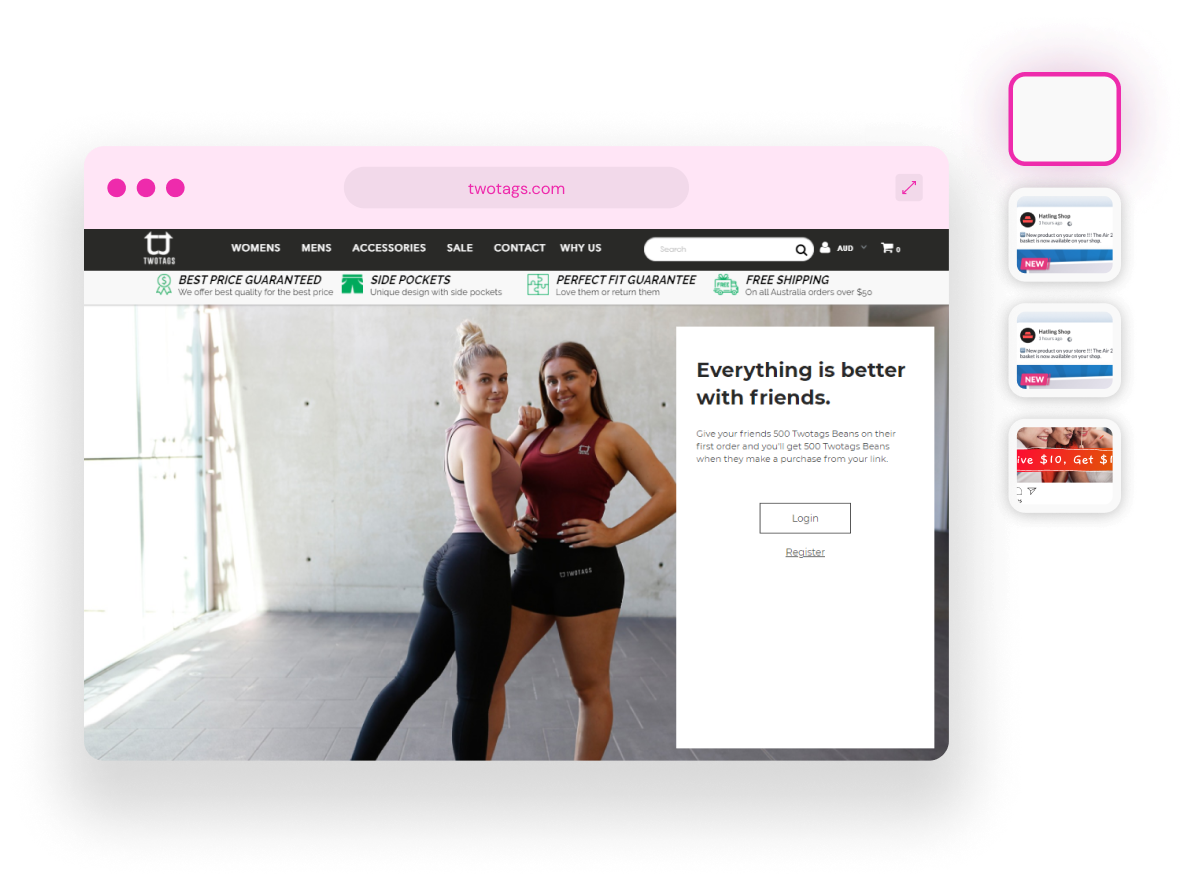 twotags.com
TWOTAGS
WOMENS MENS ACCESSORIES SALE CONTACT WHY US
Search
AUD
0
BEST PRICE GUARANTEED
We offer best quality for the best price
SIDE POCKETS
Unique design with side pockets
PERFECT FIT GUARANTEE
Love them or return them
FREE
FREE SHIPPING
On all Australia orders over $50
Everything is better
with friends.
Give your friends 500 Twotags Beans on their
first order and you'll get 500 Twotags Beans
when they make a purchase from your link.
Login
Register
TWOTAGS
Hatling Shop
3 hours ago
New product on your store !!! The Air 2
basket is now available on your shop.
NEW
Hatling Shop
3 hours ago
New product on your store !!! The Air 2
basket is now available on your shop.
NEW
ive $10, Get $1